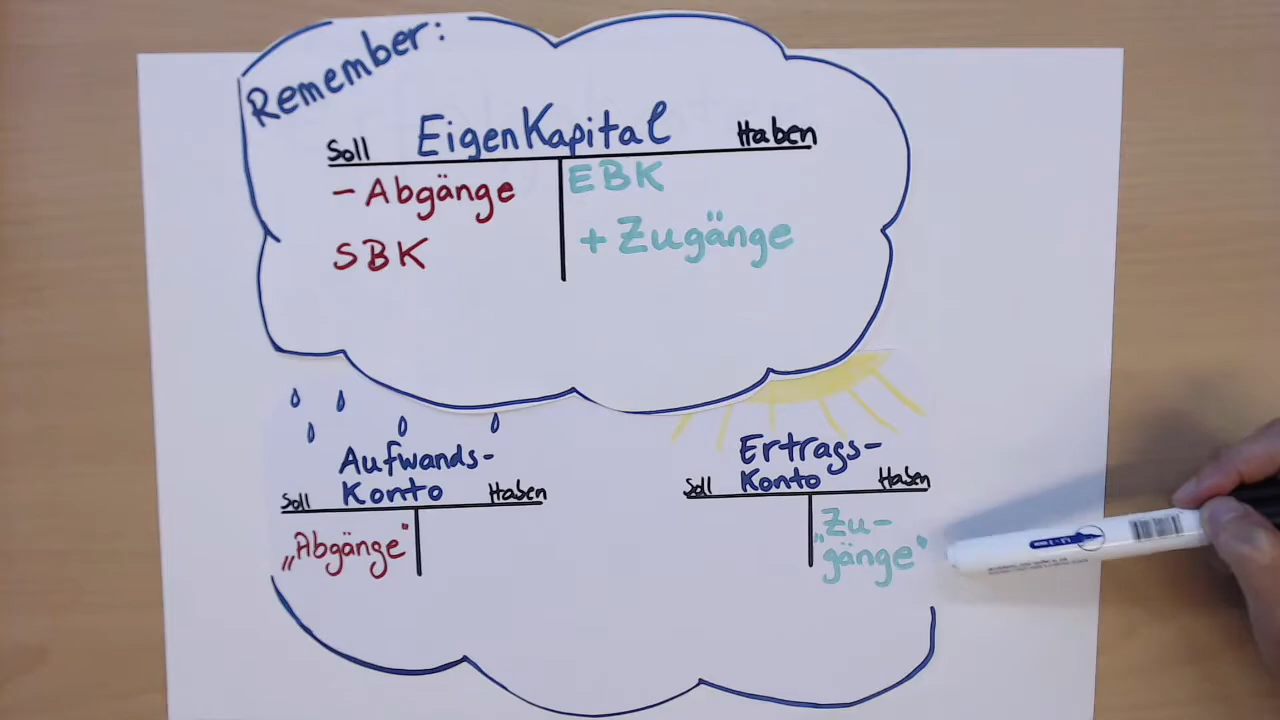 Remember:
Soll EigenKapital Haben
- Abgänge EBK
SBK + Zugänge
Aufwands-
Soll Konto Haben
„Abgänge"
Ertrags-
Soll Konto Haben
„Zu-
gänge"